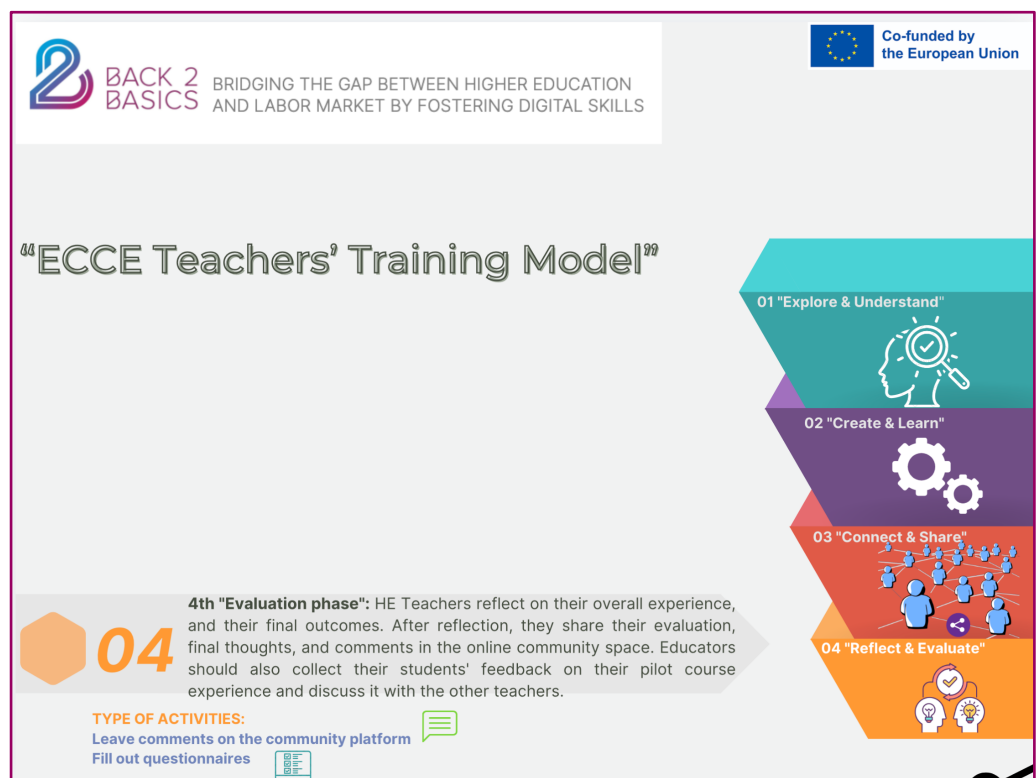 BACK 2
BASICS
BRIDGING THE GAP BETWEEN HIGHER EDUCATION
AND LABOR MARKET BY FOSTERING DIGITAL SKILLS
Co-funded by
the European Union
“ECCE Teachers’ Training Model”
01 "Explore & Understand"
02 "Create & Learn"
03 "Connect & Share"
04 "Reflect & Evaluate"
04
4th "Evaluation phase": HE Teachers reflect on their overall experience,
and their final outcomes. After reflection, they share their evaluation,
final thoughts, and comments in the online community space. Educators
should also collect their students' feedback on their pilot course
experience and discuss it with the other teachers.
TYPE OF ACTIVITIES:
Leave comments on the community platform
Fill out questionnaires